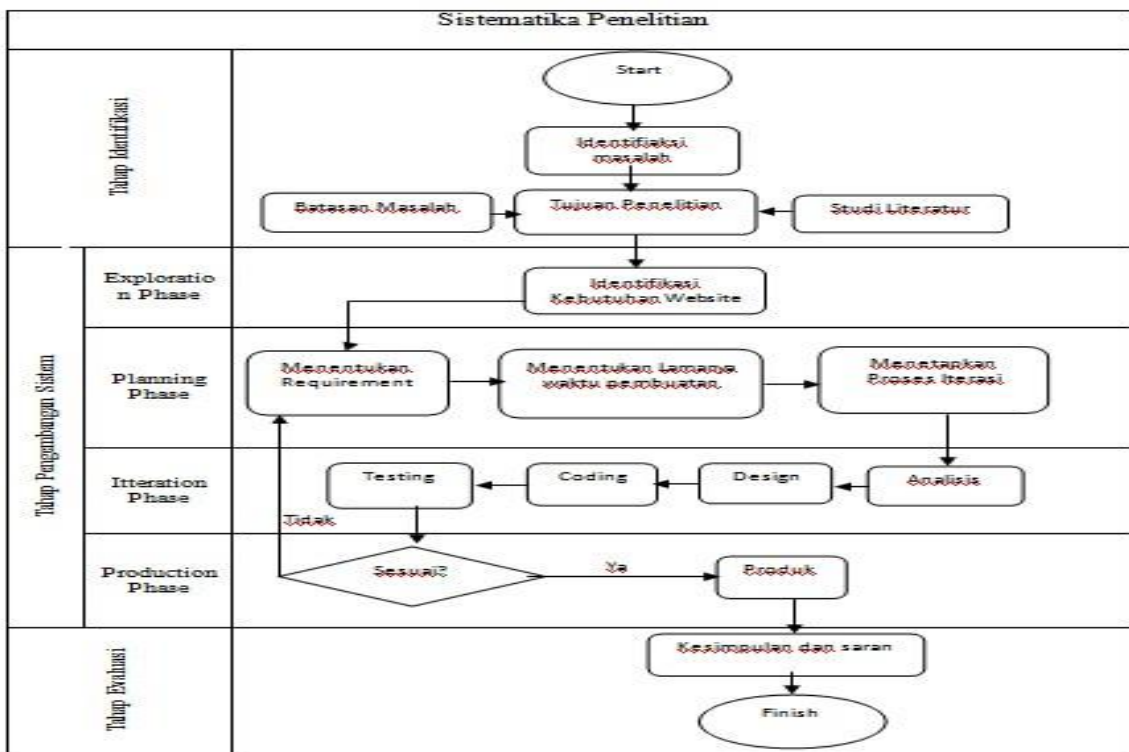 Sistematika Penelitian
Tahap Identifikasi
Start
Identifiaksi
masalah
Batasan Masalah
Tujuan Penelitian
Studi Literatur
Tahap Pengambangan Sistem
Exploratio
n Phase
Identifikasi
Kebutuhan Website
Planning
Phase
Menentukan
Requirement
Menentukan Lamanya
waktu pembuatan
Menetapkan
Proses Iterasi
Itteration
Phase
Testing
Coding
Design
Analisis
Tidak
Production
Phase
Sesuai?
Ya
Produk
Tahap Evaluasi
Kesimpulan dan saran
Finish